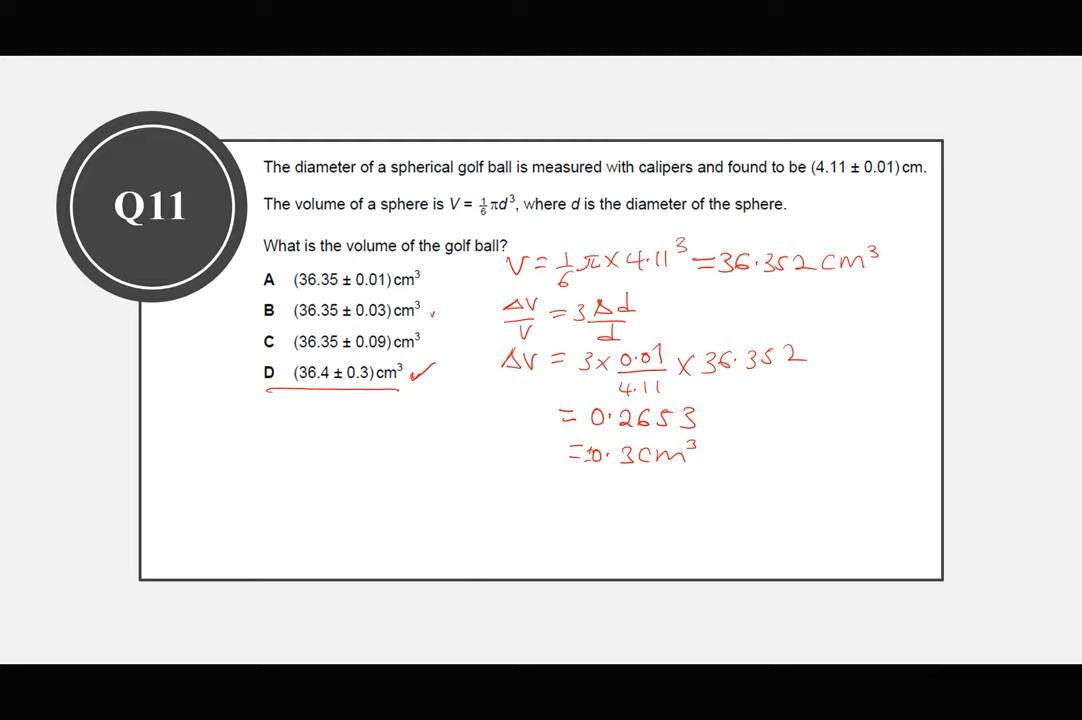 Q11
The diameter of a spherical golf ball is measured with calipers and found to be (4.11 ± 0.01) cm.
The volume of a sphere is V = 1/6 πd³, where d is the diameter of the sphere.
What is the volume of the golf ball?
V = 1/6 π × 4.11³ = 36.352 cm³
A (36.35 ± 0.01) cm³
B (36.35 ± 0.03) cm³
ΔV/V = 3 Δd/d
C (36.35 ± 0.09) cm³
ΔV = 3 × 0.01/4.11 × 36.352
D (36.4 ± 0.3) cm³ ✓
= 0.2653
= ±0.3 cm³